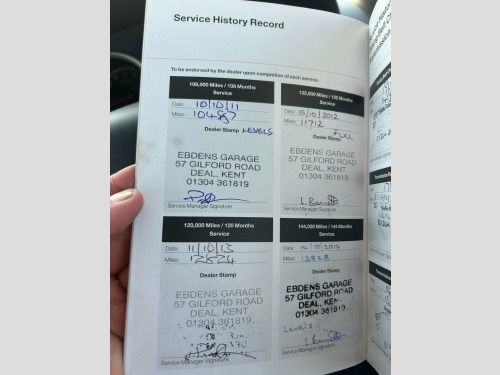 Service History Record
To be endorsed by the dealer upon completion of each service.
108,000 Miles / 108 Months
Service
Date: 10/10/11
Miles: 10487
Dealer Stamp LEVELS
EBDENS GARAGE
57 GILFORD ROAD
DEAL, KENT
01304 361819
Service Manager Signature
132,000 Miles / 132 Months
Service
Date: 15/10/2012
Miles: 11712
Dealer Stamp FULL
EBDENS GARAGE
57 GILFORD ROAD
DEAL, KENT
01304 361819
Service Manager Signature
120,000 Miles / 120 Months
Service
Date: 11/10/13
Miles: 12624
Dealer Stamp
EBDENS GARAGE
57 GILFORD ROAD
DEAL, KENT
01304 361819
Service Manager Signature
144,000 Miles / 144 Months
Service
Date: 14/10/2014
Miles: 13838
Dealer Stamp
EBDENS GARAGE
57 GILFORD ROAD
DEAL, KENT
01304 361819
Levels
Service Manager Signature